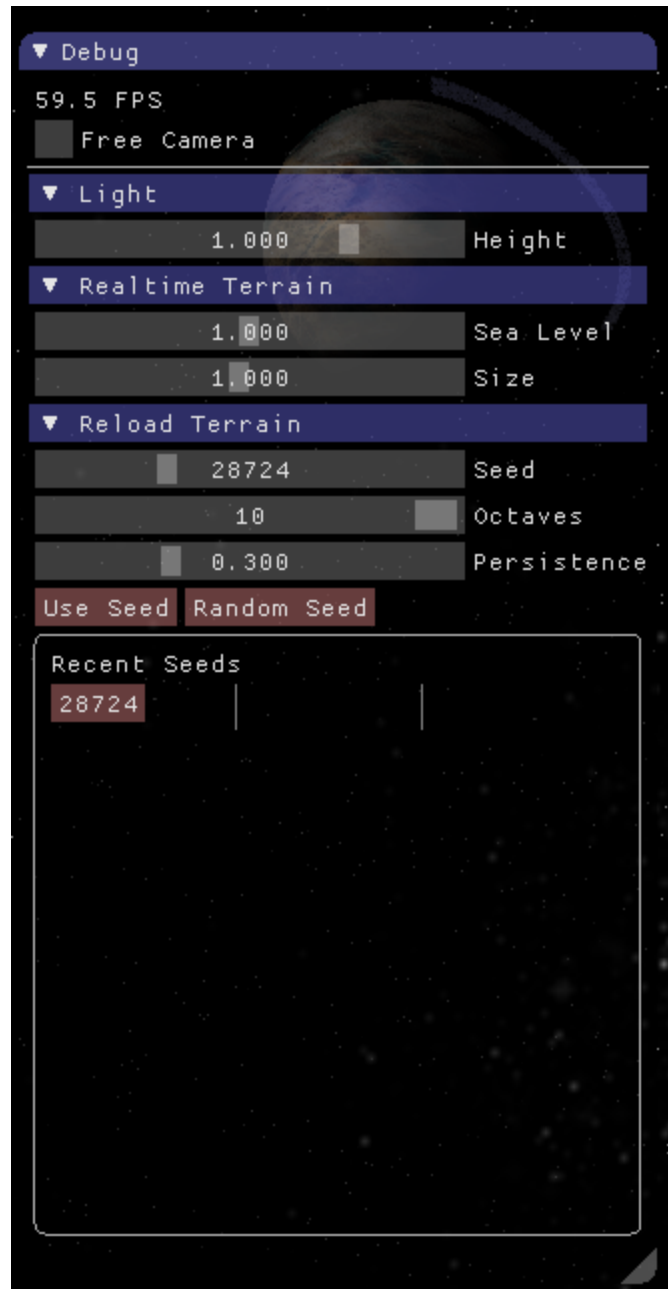 Debug
59.5 FPS
Free Camera
Light
1.000 Height
Realtime Terrain
1.000 Sea Level
1.000 Size
Reload Terrain
28724 Seed
10 Octaves
0.300 Persistence
Use Seed Random Seed
Recent Seeds
28724